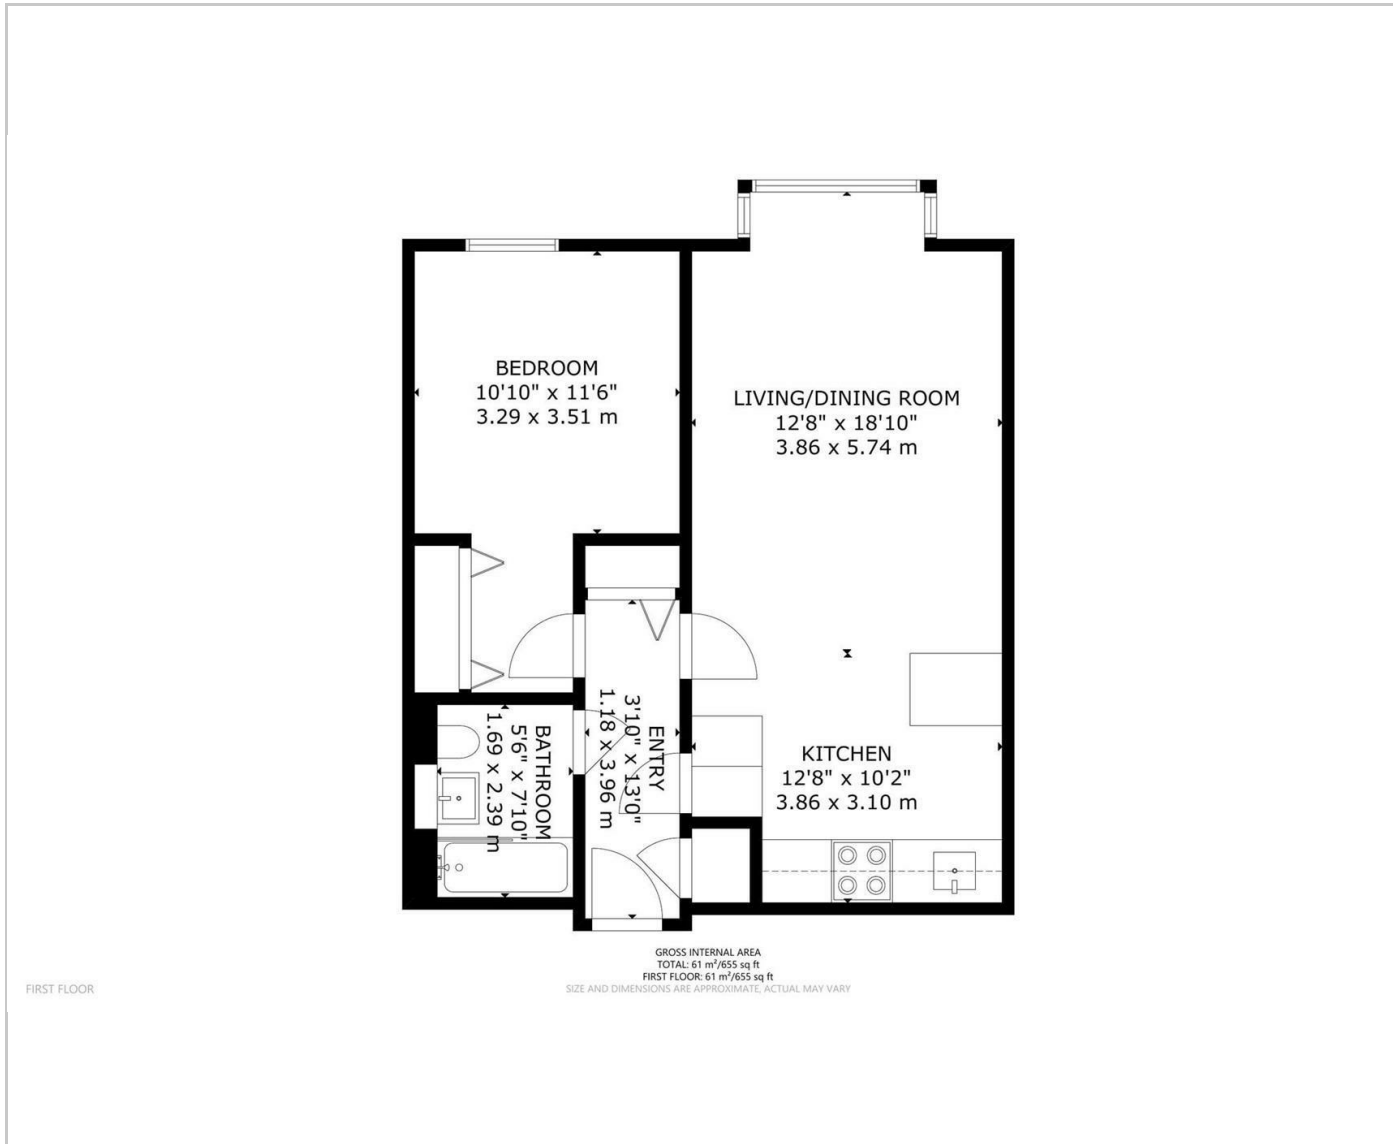 BEDROOM
10'10" x 11'6"
3.29 x 3.51 m
LIVING/DINING ROOM
12'8" x 18'10"
3.86 x 5.74 m
KITCHEN
12'8" x 10'2"
3.86 x 3.10 m
ENTRY
3'10" x 13'0"
1.18 x 3.96 m
BATHROOM
5'6" x 7'10"
1.69 x 2.39 m
GROSS INTERNAL AREA
TOTAL: 61 m²/655 sq ft
FIRST FLOOR: 61 m²/655 sq ft
SIZE AND DIMENSIONS ARE APPROXIMATE, ACTUAL MAY VARY
FIRST FLOOR